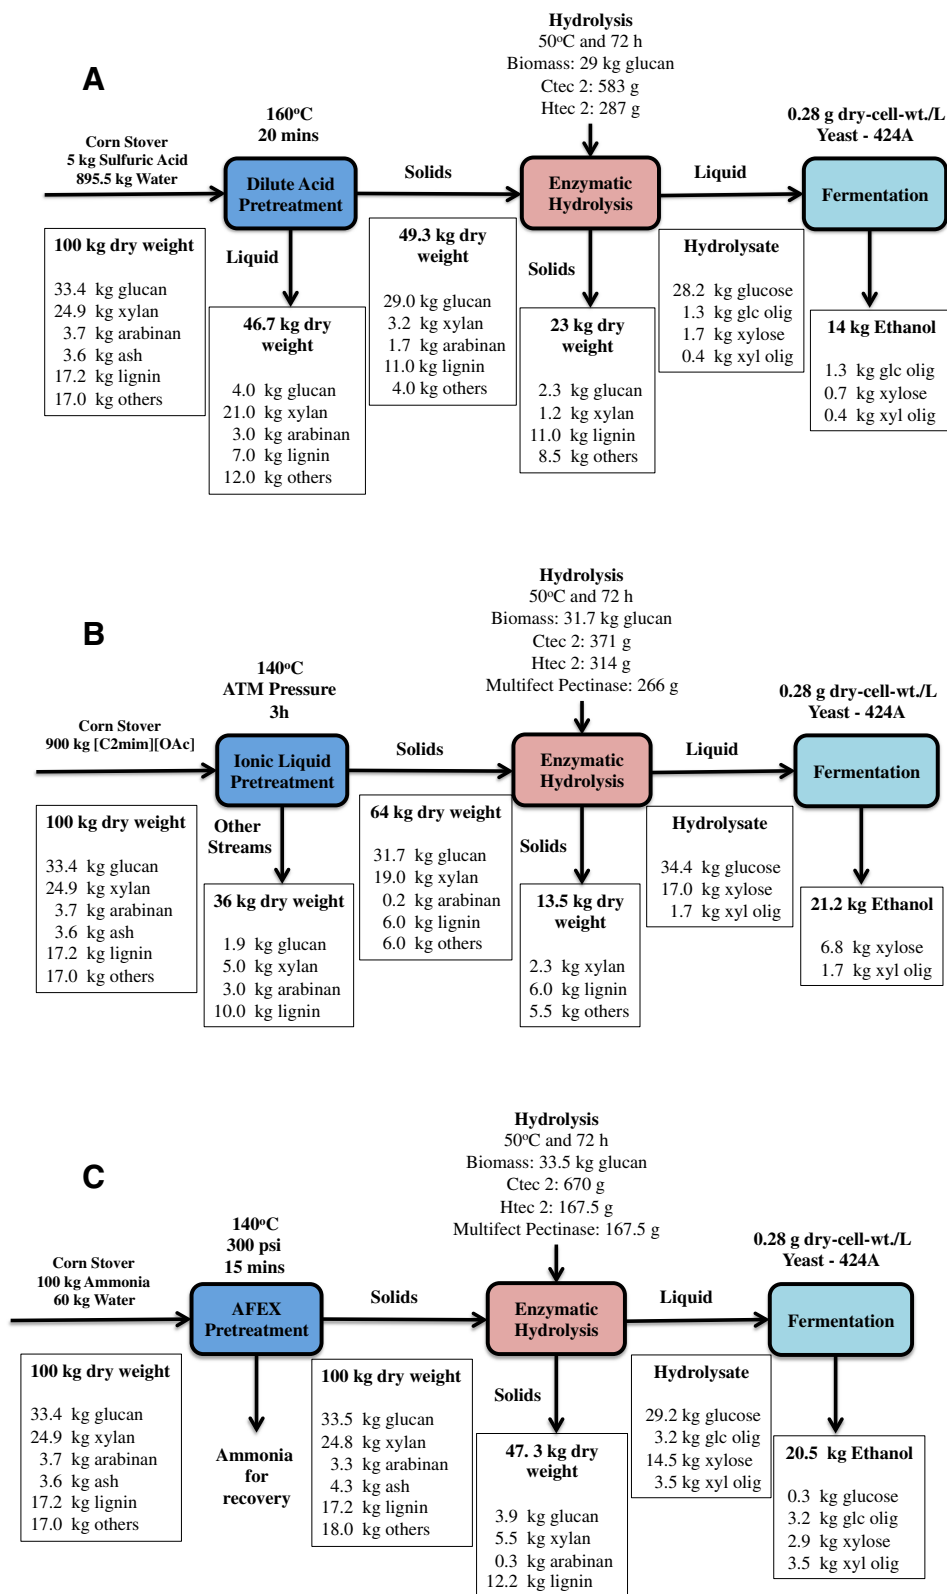 A
Hydrolysis
50ºC and 72 h
Biomass: 29 kg glucan
Ctec 2: 583 g
Htec 2: 287 g
160ºC
20 mins
0.28 g dry-cell-wt./L
Yeast - 424A
Corn Stover
5 kg Sulfuric Acid
895.5 kg Water
Dilute Acid
Pretreatment
Solids
Enzymatic
Hydrolysis
Liquid
Fermentation
100 kg dry weight
33.4 kg glucan
24.9 kg xylan
3.7 kg arabinan
3.6 kg ash
17.2 kg lignin
17.0 kg others
Liquid
46.7 kg dry
weight
4.0 kg glucan
21.0 kg xylan
3.0 kg arabinan
7.0 kg lignin
12.0 kg others
49.3 kg dry
weight
29.0 kg glucan
3.2 kg xylan
1.7 kg arabinan
11.0 kg lignin
4.0 kg others
Solids
23 kg dry
weight
2.3 kg glucan
1.2 kg xylan
11.0 kg lignin
8.5 kg others
Hydrolysate
28.2 kg glucose
1.3 kg glc olig
1.7 kg xylose
0.4 kg xyl olig
14 kg Ethanol
1.3 kg glc olig
0.7 kg xylose
0.4 kg xyl olig
B
Hydrolysis
50ºC and 72 h
Biomass: 31.7 kg glucan
Ctec 2: 371 g
Htec 2: 314 g
Multifect Pectinase: 266 g
140ºC
ATM Pressure
3h
0.28 g dry-cell-wt./L
Yeast - 424A
Corn Stover
900 kg [C2mim][OAc]
Ionic Liquid
Pretreatment
Solids
Enzymatic
Hydrolysis
Liquid
Fermentation
100 kg dry weight
33.4 kg glucan
24.9 kg xylan
3.7 kg arabinan
3.6 kg ash
17.2 kg lignin
17.0 kg others
Other
Streams
36 kg dry weight
1.9 kg glucan
5.0 kg xylan
3.0 kg arabinan
10.0 kg lignin
64 kg dry weight
31.7 kg glucan
19.0 kg xylan
0.2 kg arabinan
6.0 kg lignin
6.0 kg others
Solids
13.5 kg dry
weight
2.3 kg xylan
6.0 kg lignin
5.5 kg others
Hydrolysate
34.4 kg glucose
17.0 kg xylose
1.7 kg xyl olig
21.2 kg Ethanol
6.8 kg xylose
1.7 kg xyl olig
C
Hydrolysis
50ºC and 72 h
Biomass: 33.5 kg glucan
Ctec 2: 670 g
Htec 2: 167.5 g
Multifect Pectinase: 167.5 g
140ºC
300 psi
15 mins
0.28 g dry-cell-wt./L
Yeast - 424A
Corn Stover
100 kg Ammonia
60 kg Water
AFEX
Pretreatment
Solids
Enzymatic
Hydrolysis
Liquid
Fermentation
100 kg dry weight
33.4 kg glucan
24.9 kg xylan
3.7 kg arabinan
3.6 kg ash
17.2 kg lignin
17.0 kg others
Ammonia
for
recovery
100 kg dry weight
33.5 kg glucan
24.8 kg xylan
3.3 kg arabinan
4.3 kg ash
17.2 kg lignin
18.0 kg others
Solids
47. 3 kg dry
weight
3.9 kg glucan
5.5 kg xylan
0.3 kg arabinan
12.2 kg lignin
Hydrolysate
29.2 kg glucose
3.2 kg glc olig
14.5 kg xylose
3.5 kg xyl olig
20.5 kg Ethanol
0.3 kg glucose
3.2 kg glc olig
2.9 kg xylose
3.5 kg xyl olig